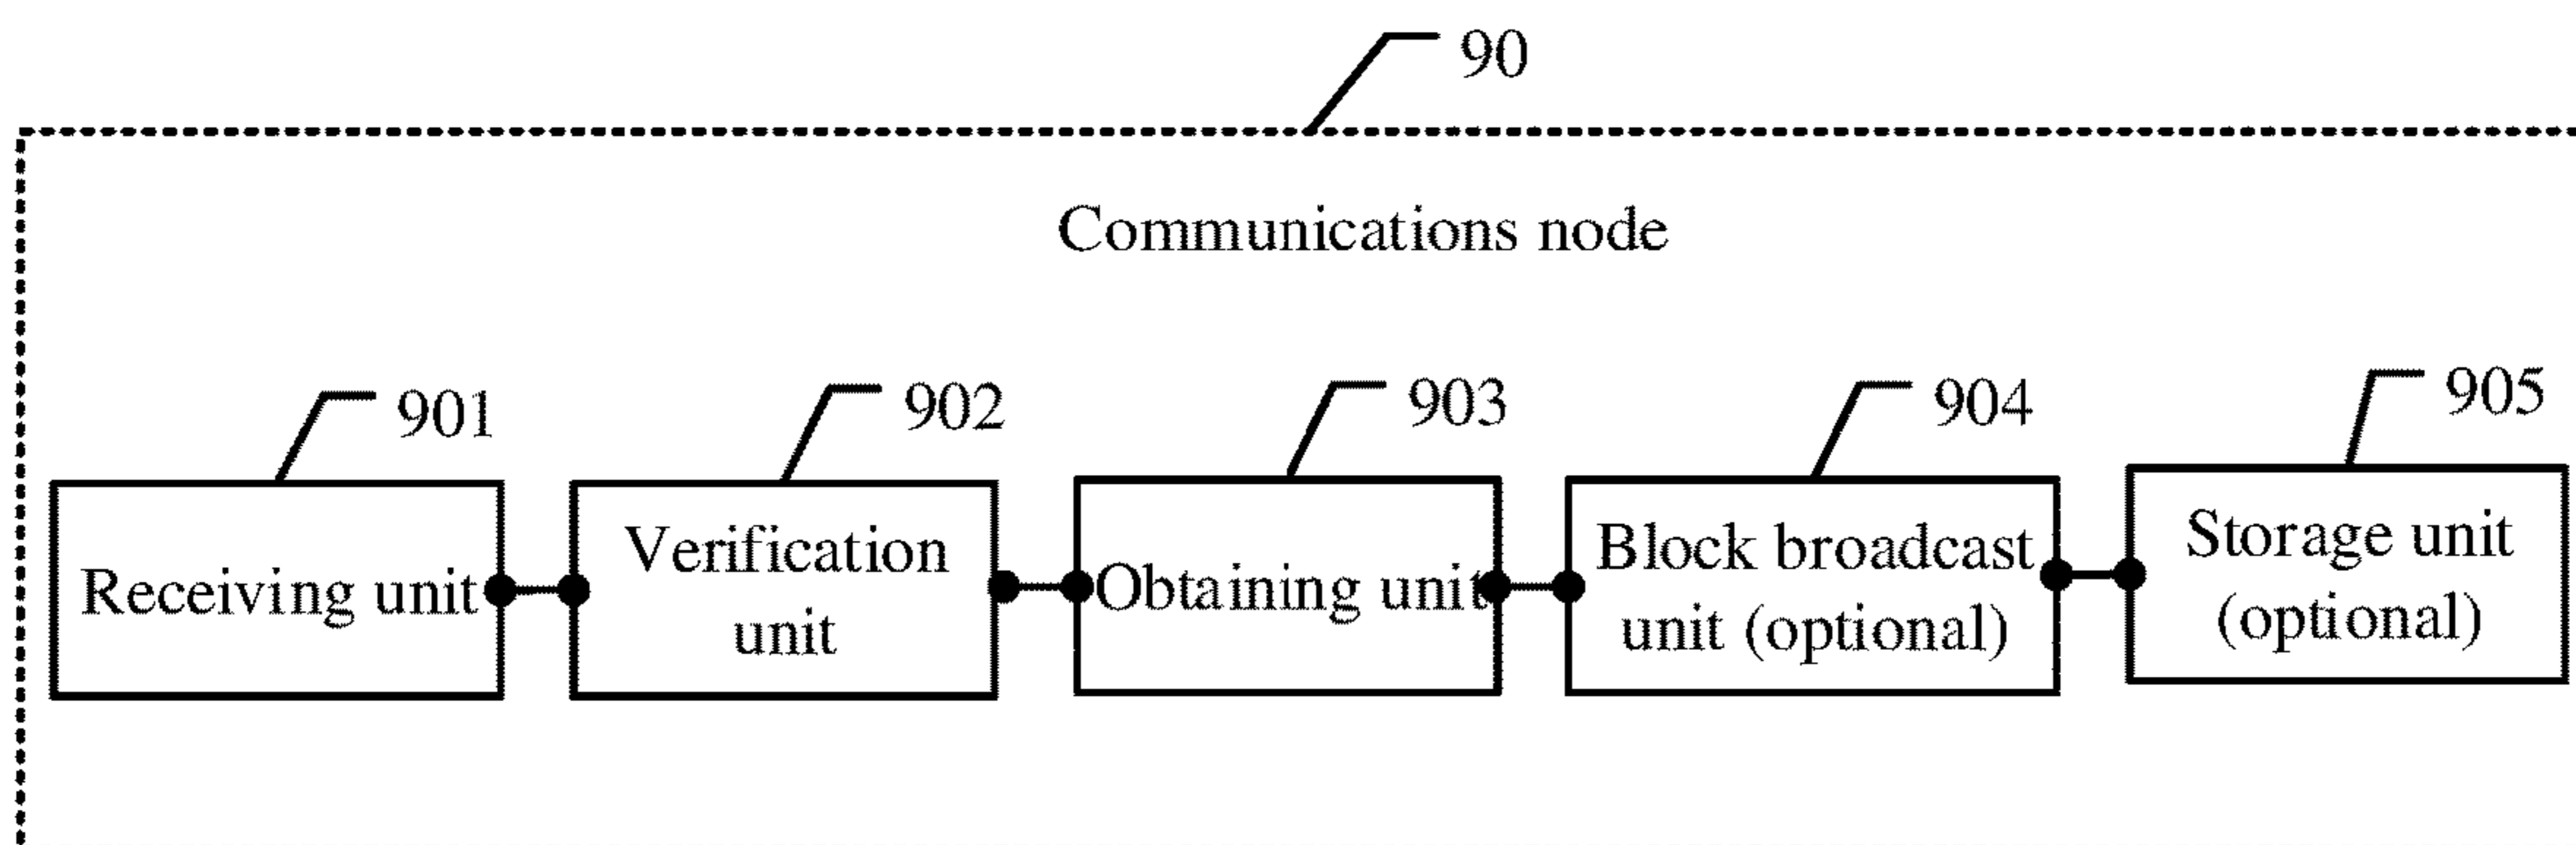 90
Communications node
901
902
903
904
905
Receiving unit
Verification
unit
Obtaining unit
Block broadcast
unit (optional)
Storage unit
(optional)